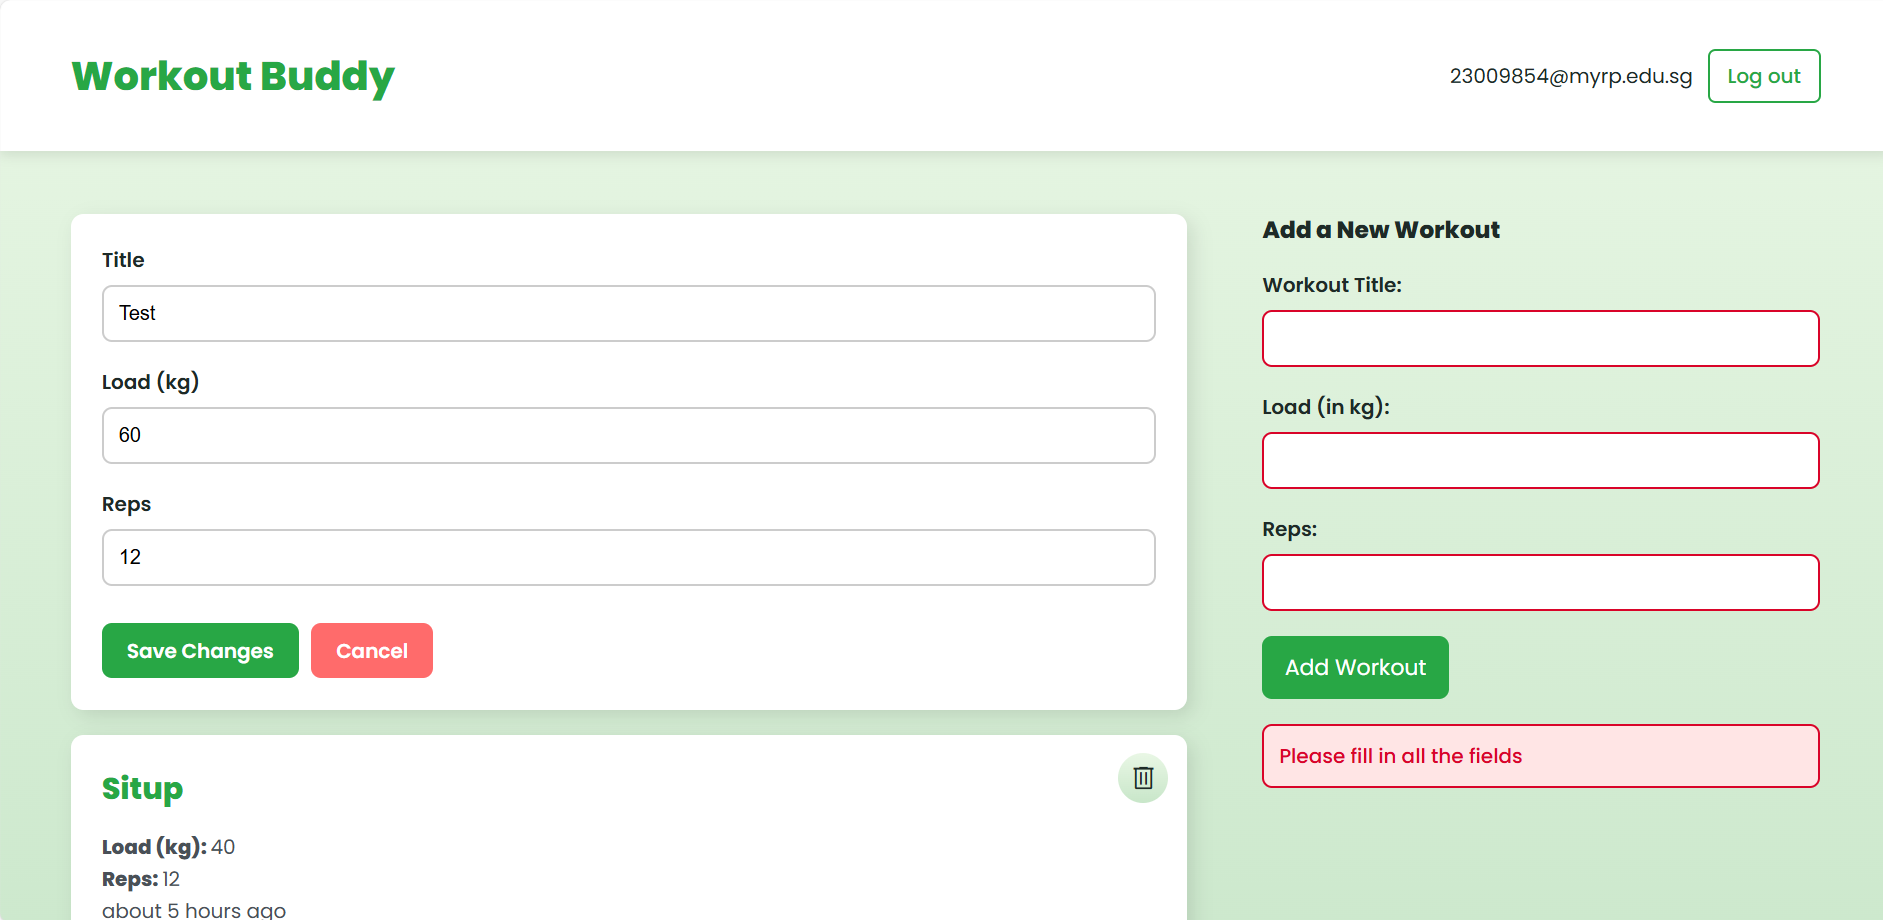 Workout Buddy
23009854@myrp.edu.sg
Log out
Title
Test
Load (kg)
60
Reps
12
Save Changes
Cancel
Situp
Load (kg): 40
Reps: 12
about 5 hours ago
Add a New Workout
Workout Title:
Load (in kg):
Reps:
Add Workout
Please fill in all the fields